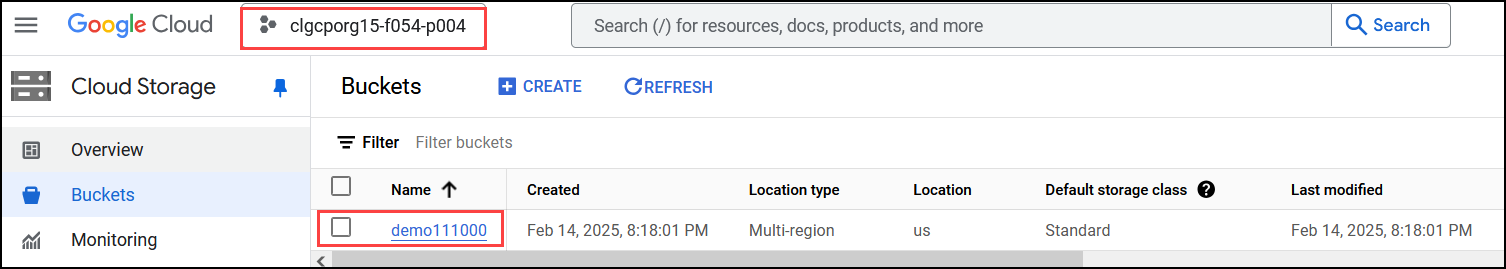 Google Cloud
clgcporg15-f054-p004
Search (/) for resources, docs, products, and more
Search
Cloud Storage
Buckets
CREATE
REFRESH
Overview
Filter Filter buckets
Buckets
Name Created Location type Location Default storage class Last modified
demo111000 Feb 14, 2025, 8:18:01 PM Multi-region us Standard Feb 14, 2025, 8:18:01 PM
Monitoring